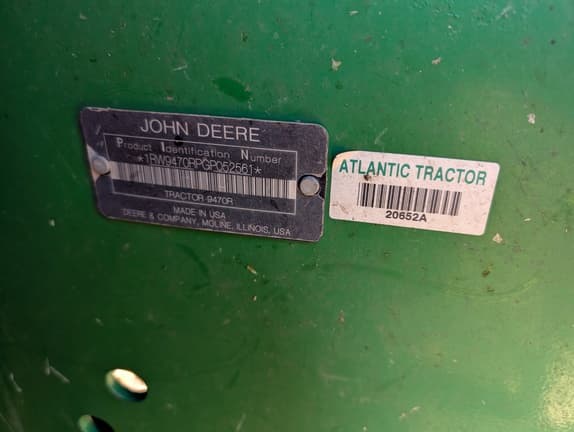 JOHN DEERE
Product Identification Number
*1RW9470RPGP052561*
TRACTOR 9470R
MADE IN USA
DEERE & COMPANY, MOLINE, ILLINOIS, USA
ATLANTIC TRACTOR
20652A